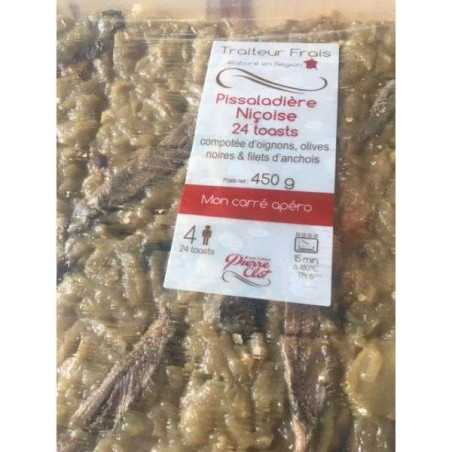 Traiteur Frais
élaboré en Région
Pissaladière
Niçoise
24 toasts
compotée d'oignons, olives
noires & filets d'anchois
Poids net : 450 g
Mon carré apéro
4
24 toasts
Pierre
Clot
15 min
à 180°C
Th. 6